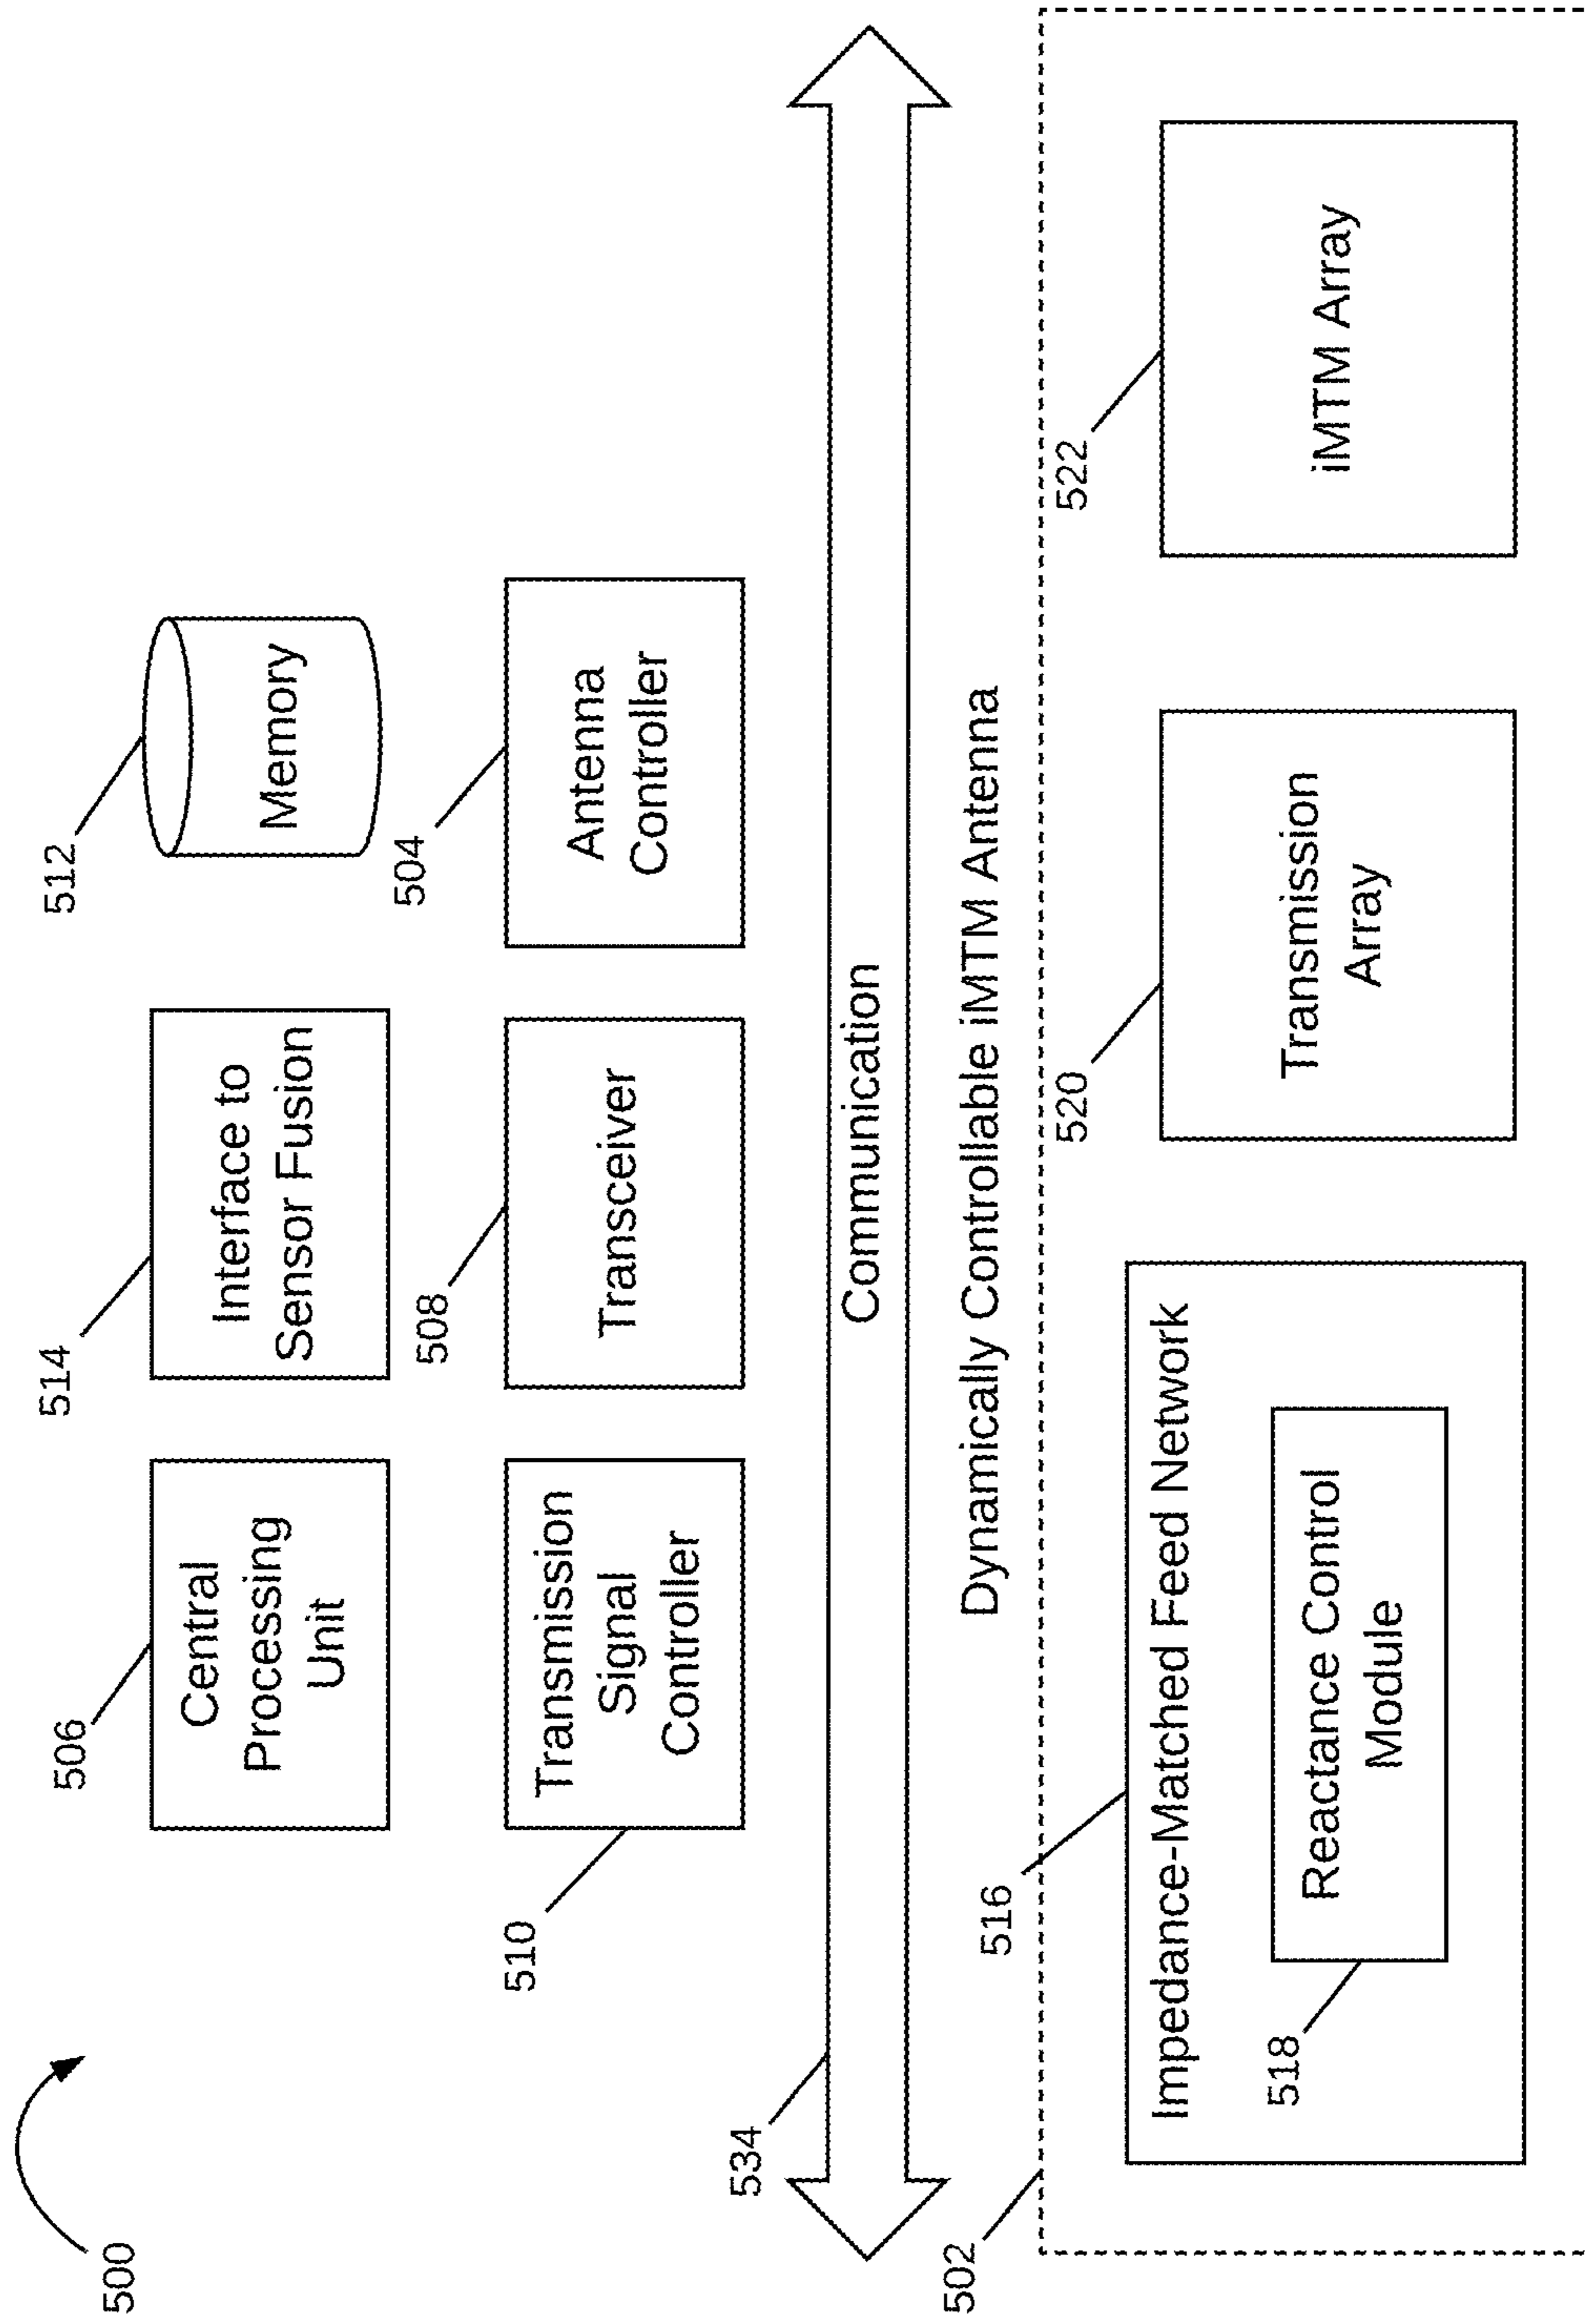 500
506
Central
Processing
Unit
514
Interface to
Sensor Fusion
512
Memory
510
Transmission
Signal
Controller
508
Transceiver
504
Antenna
Controller
534
Communication
Dynamically Controllable iMTM Antenna
502
516
Impedance-Matched Feed Network
518
Reactance Control
Module
520
Transmission
Array
522
iMTM Array